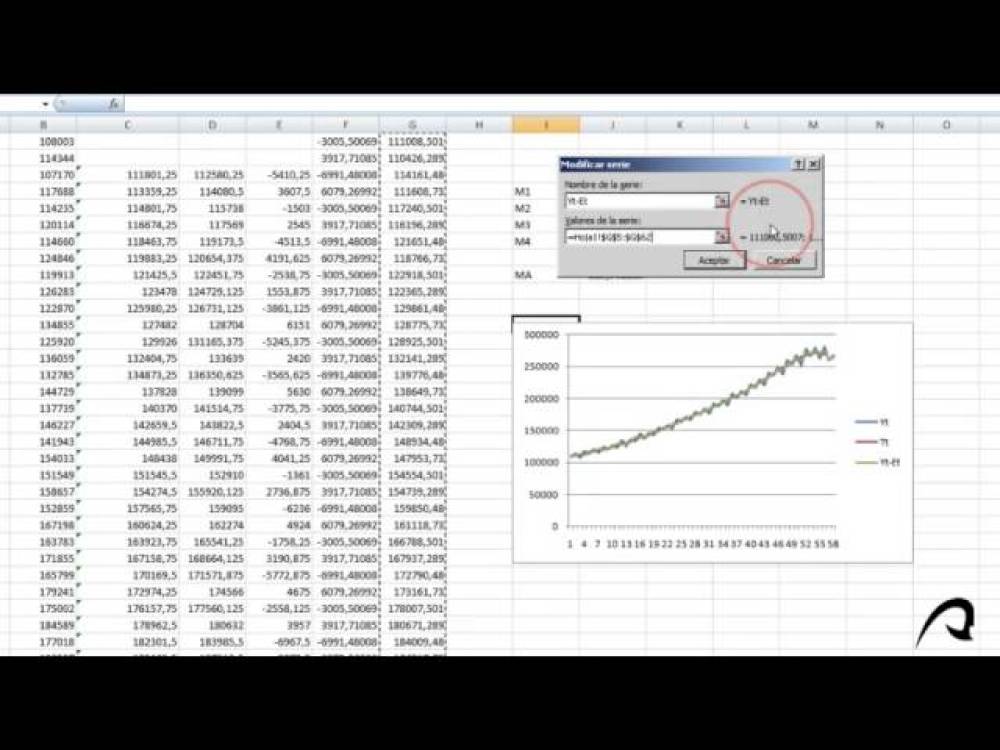 B C D E F G H I J K L M N O
108003 -3005,50069 111008,501
114344 3917,71085 110426,289
107170 111801,25 112580,25 -5410,25 -6991,48008 114161,48
117688 113359,25 114080,5 3607,5 6079,26992 111608,73
114235 114801,75 115738 -1503 -3005,50069 117240,501
120114 116674,25 117569 2545 3917,71085 116196,289
114660 118463,75 119173,5 -4513,5 -6991,48008 121651,48
124846 119883,25 120654,375 4191,625 6079,26992 118766,73
119913 121425,5 122451,75 -2538,75 -3005,50069 122918,501
126283 123478 124729,125 1553,875 3917,71085 122365,289
122870 125980,25 126731,125 -3861,125 -6991,48008 129861,48
134855 127482 128704 6151 6079,26992 128775,73
125920 129926 131165,375 -5245,375 -3005,50069 128925,501
136059 132404,75 133639 2420 3917,71085 132141,289
132785 134873,25 136350,625 -3565,625 -6991,48008 139776,48
144729 137828 139099 5630 6079,26992 138649,73
137739 140370 141514,75 -3775,75 -3005,50069 140744,501
146227 142659,5 143822,5 2404,5 3917,71085 142309,289
141943 144985,5 146711,75 -4768,75 -6991,48008 148934,48
154033 148438 149991,75 4041,25 6079,26992 147953,73
151549 151545,5 152910 -1361 -3005,50069 154554,501
158657 154274,5 155920,125 2736,875 3917,71085 154739,289
152859 157565,75 159095 -6236 -6991,48008 159850,48
167198 160624,25 162274 4924 6079,26992 161118,73
163783 163923,75 165541,25 -1758,25 -3005,50069 166788,501
171855 167158,75 168664,125 3190,875 3917,71085 167937,289
165799 170169,5 171571,875 -5772,875 -6991,48008 172790,48
179241 172974,25 174566 4675 6079,26992 173161,73
175002 176157,75 177560,125 -2558,125 -3005,50069 178007,501
184589 178962,5 180632 3957 3917,71085 180671,289
177018 182301,5 183985,5 -6967,5 -6991,48008 184009,48
M1
M2
M3
M4
MA
Modificar serie
Nombre de la serie:
Yt-Et = Yt-Et
Valores de la serie:
=Hoja1!$G$5:$G$62 = 111008,5007; (...
Aceptar Cancelar
300000
250000
200000
150000
100000
50000
0
1 4 7 10 13 16 19 22 25 28 31 34 37 40 43 46 49 52 55 58
Yt
Tt
Yt-Et